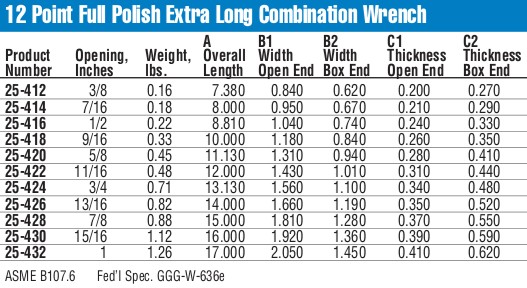 12 Point Full Polish Extra Long Combination Wrench
A B1 B2 C1 C2
Product Opening, Weight, Overall Width Width Thickness Thickness
Number Inches lbs. Length Open End Box End Open End Box End
25-412 3/8 0.16 7.380 0.840 0.620 0.200 0.270
25-414 7/16 0.18 8.000 0.950 0.670 0.210 0.290
25-416 1/2 0.22 8.810 1.040 0.740 0.240 0.330
25-418 9/16 0.33 10.000 1.180 0.840 0.260 0.350
25-420 5/8 0.45 11.130 1.310 0.940 0.280 0.410
25-422 11/16 0.48 12.000 1.430 1.010 0.310 0.440
25-424 3/4 0.71 13.130 1.560 1.100 0.340 0.480
25-426 13/16 0.82 14.000 1.660 1.190 0.350 0.520
25-428 7/8 0.88 15.000 1.810 1.280 0.370 0.550
25-430 15/16 1.12 16.000 1.920 1.360 0.390 0.590
25-432 1 1.26 17.000 2.050 1.450 0.410 0.620
ASME B107.6 Fed'l Spec. GGG-W-636e